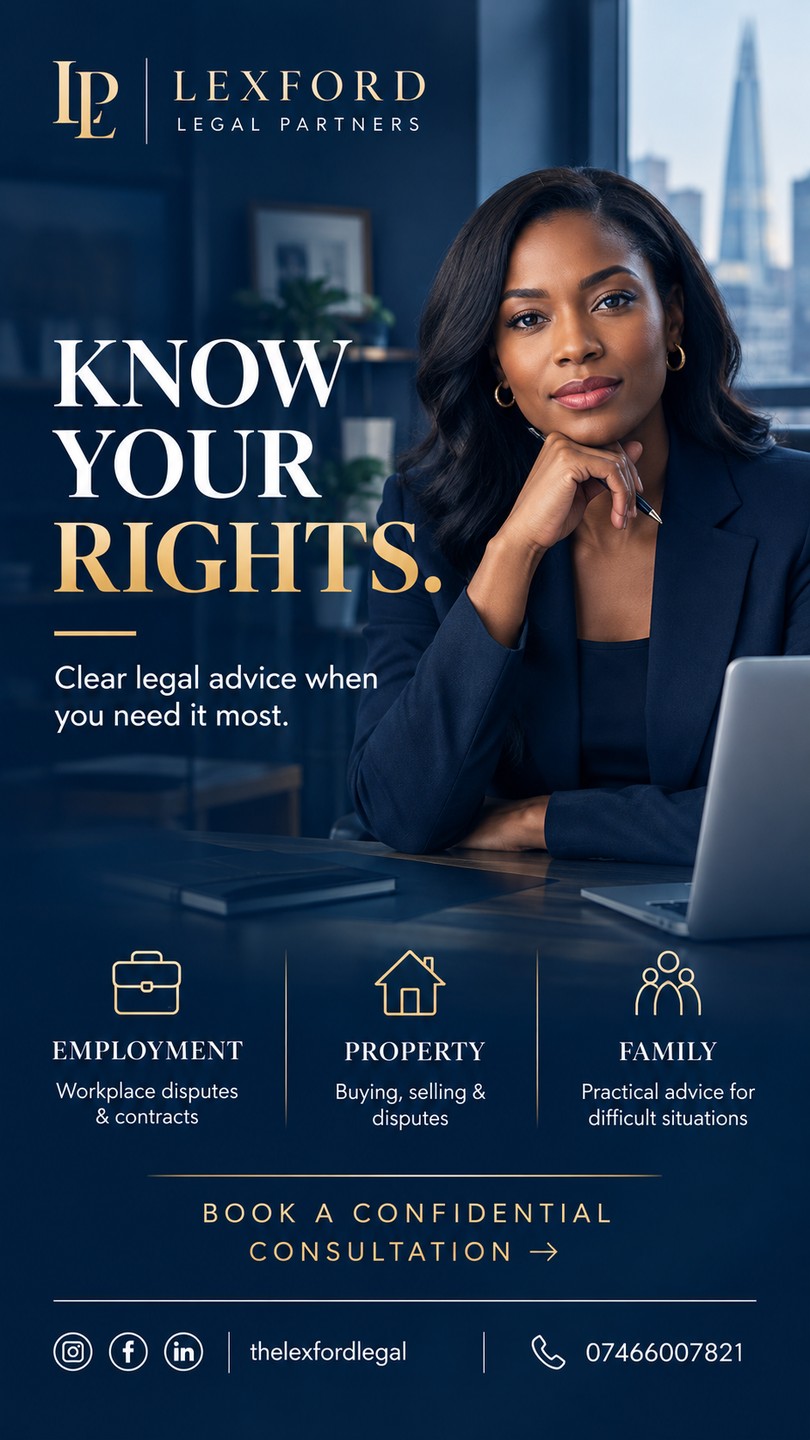 LPL
LEXFORD
LEGAL PARTNERS
KNOW
YOUR
RIGHTS.
Clear legal advice when
you need it most.
EMPLOYMENT
Workplace disputes
& contracts
PROPERTY
Buying, selling &
disputes
FAMILY
Practical advice for
difficult situations
BOOK A CONFIDENTIAL
CONSULTATION →
thelexfordlegal
07466007821